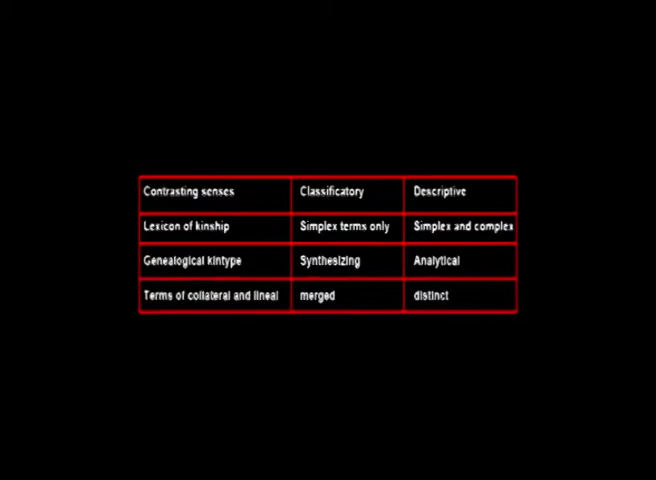 Contrasting senses Classificatory Descriptive
Lexicon of kinship Simplex terms only Simplex and complex
Genealogical kintype Synthesizing Analytical
Terms of collateral and lineal merged distinct